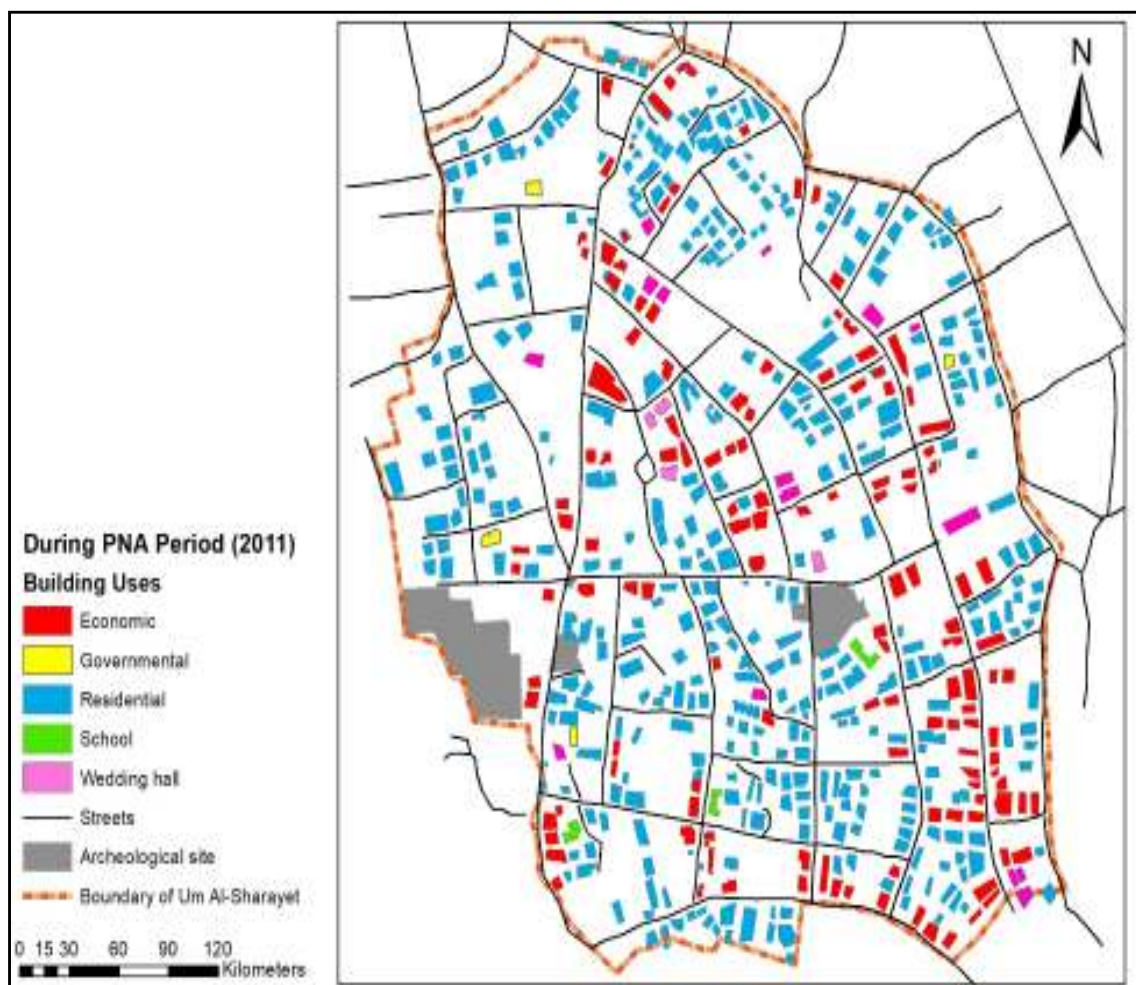 N
During PNA Period (2011)
Building Uses
Economic
Governmental
Residential
School
Wedding hall
Streets
Archeological site
Boundary of Um Al-Sharayet
0 15 30 60 90 120
Kilometers